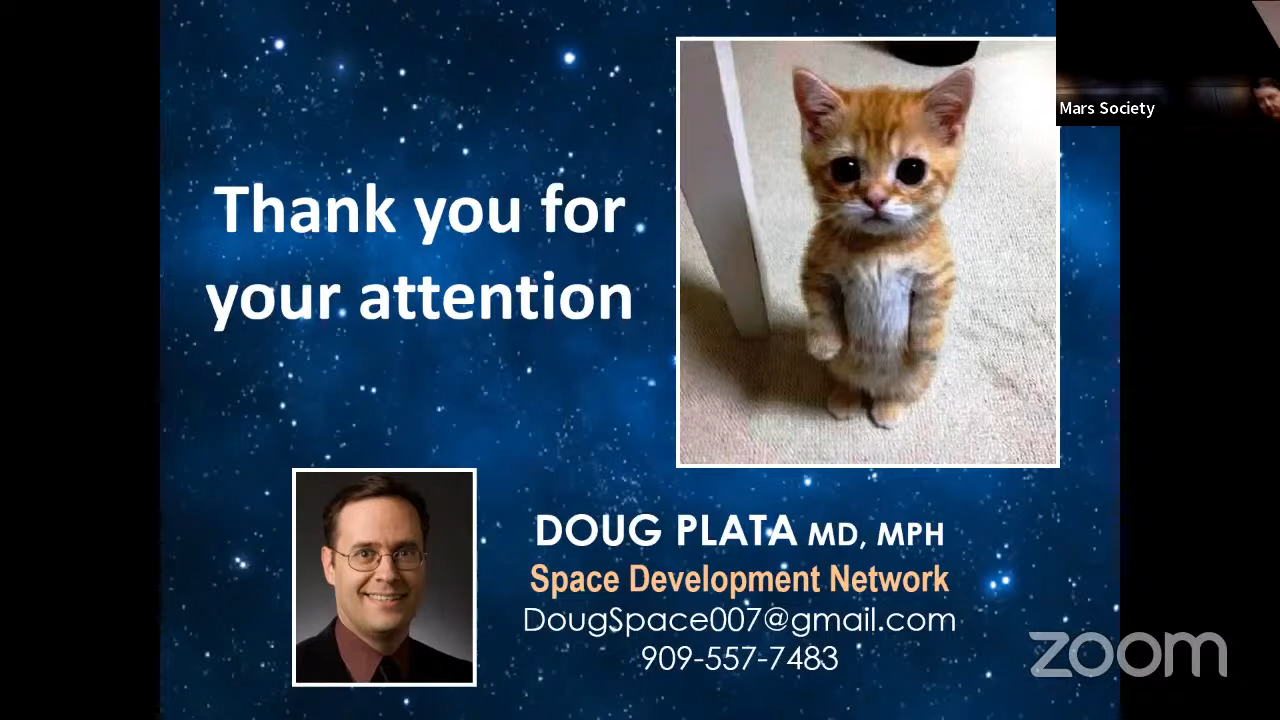 Mars Society
Thank you for
your attention
DOUG PLATA MD, MPH
Space Development Network
DougSpace007@gmail.com
909-557-7483
zoom